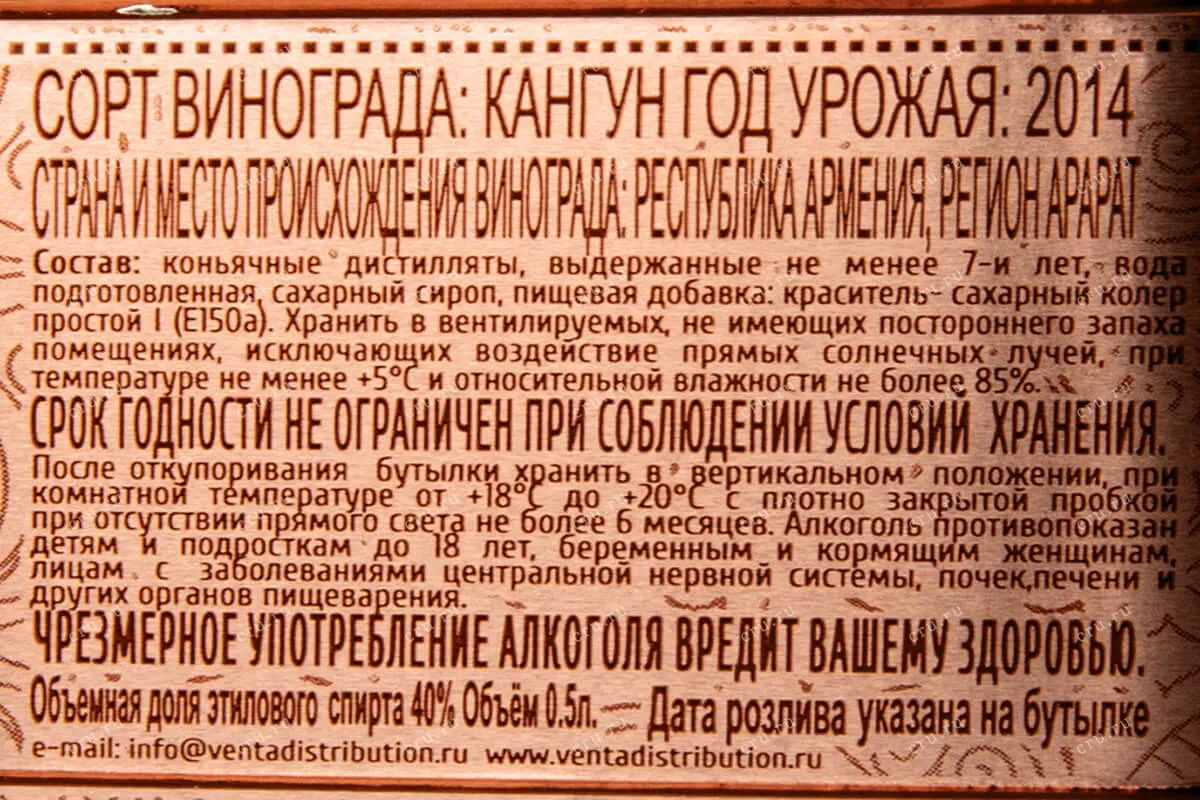 СОРТ ВИНОГРАДА: КАНГУН ГОД УРОЖАЯ: 2014
СТРАНА И МЕСТО ПРОИСХОЖДЕНИЯ ВИНОГРАДА: РЕСПУБЛИКА АРМЕНИЯ, РЕГИОН АРАРАТ
Состав: коньячные дистилляты, выдержанные не менее 7-и лет, вода
подготовленная, сахарный сироп, пищевая добавка: краситель- сахарный колер
простой I (E150a). Хранить в вентилируемых, не имеющих постороннего запаха
помещениях, исключающих воздействие прямых солнечных лучей, при
температуре не менее +5°С и относительной влажности не более 85%.
СРОК ГОДНОСТИ НЕ ОГРАНИЧЕН ПРИ СОБЛЮДЕНИИ УСЛОВИЙ ХРАНЕНИЯ.
После откупоривания бутылки хранить в вертикальном положении, при
комнатной температуре от +18°С до +20°С с плотно закрытой пробкой
при отсутствии прямого света не более 6 месяцев. Алкоголь противопоказан
детям и подросткам до 18 лет, беременным и кормящим женщинам,
лицам с заболеваниями центральной нервной системы, почек,печени и
других органов пищеварения.
ЧРЕЗМЕРНОЕ УПОТРЕБЛЕНИЕ АЛКОГОЛЯ ВРЕДИТ ВАШЕМУ ЗДОРОВЬЮ.
Объемная доля этилового спирта 40% Объём 0.5л. Дата розлива указана на бутылке
e-mail: info@ventadistribution.ru www.ventadistribution.ru